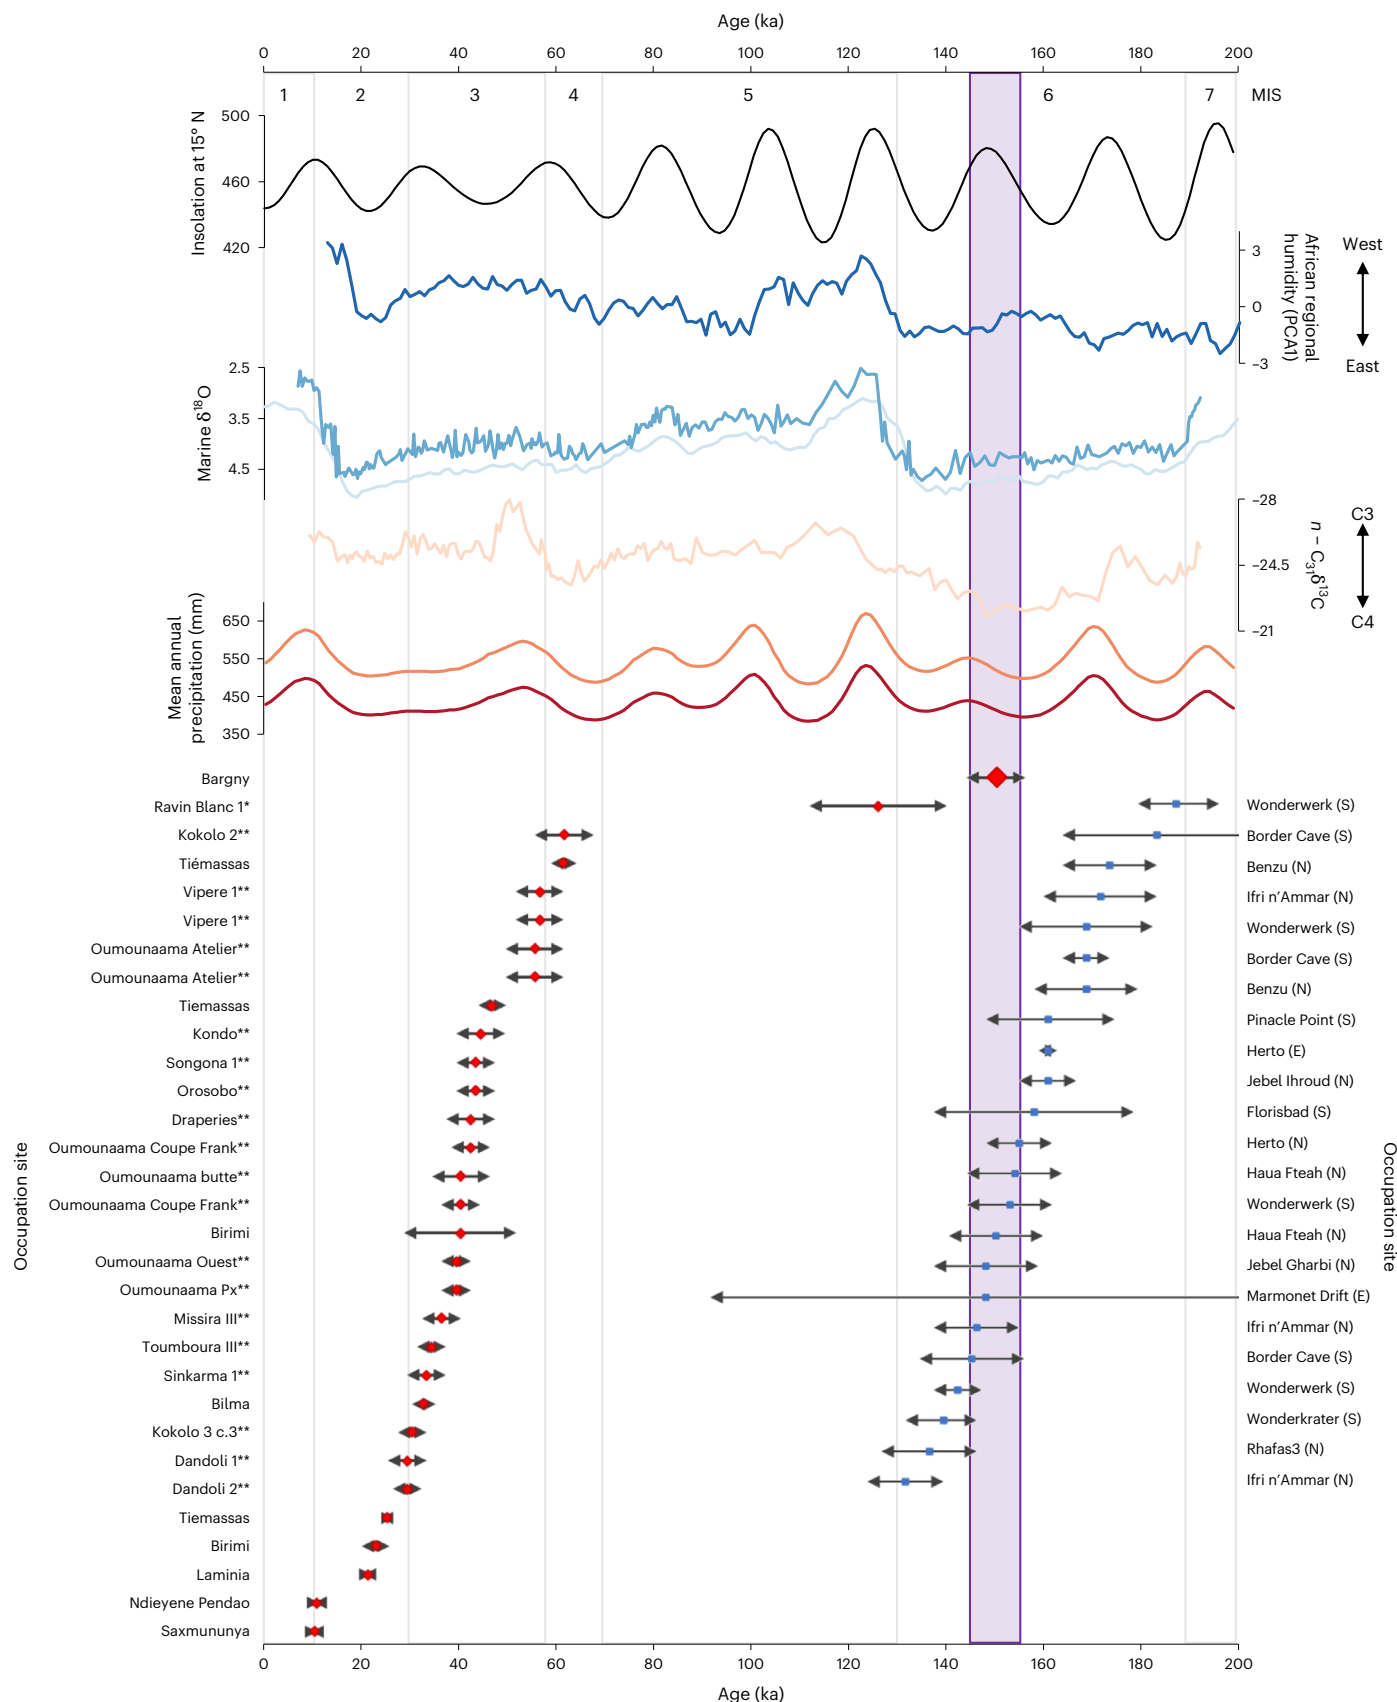 Age (ka)
0 20 40 60 80 100 120 140 160 180 200
1 2 3 4 5 6 7 MIS
Insolation at 15° N
500
460
420
African regional
humidity (PCA1)
3
0
−3
West
East
Marine δ18O
2.5
3.5
4.5
n − C31δ13C
−28
−24.5
−21
C3
C4
Mean annual
precipitation (mm)
650
550
450
350
Occupation site
Bargny
Ravin Blanc 1*
Kokolo 2**
Tiémassas
Vipere 1**
Vipere 1**
Oumounaama Atelier**
Oumounaama Atelier**
Tiemassas
Kondo**
Songona 1**
Orosobo**
Draperies**
Oumounaama Coupe Frank**
Oumounaama butte**
Oumounaama Coupe Frank**
Birimi
Oumounaama Ouest**
Oumounaama Px**
Missira III**
Toumboura III**
Sinkarma 1**
Bilma
Kokolo 3 c.3**
Dandoli 1**
Dandoli 2**
Tiemassas
Birimi
Laminia
Ndieyene Pendao
Saxmununya
Wonderwerk (S)
Border Cave (S)
Benzu (N)
Ifri n’Ammar (N)
Wonderwerk (S)
Border Cave (S)
Benzu (N)
Pinacle Point (S)
Herto (E)
Jebel Ihroud (N)
Florisbad (S)
Herto (N)
Haua Fteah (N)
Wonderwerk (S)
Haua Fteah (N)
Jebel Gharbi (N)
Marmonet Drift (E)
Ifri n’Ammar (N)
Border Cave (S)
Wonderwerk (S)
Wonderkrater (S)
Rhafas3 (N)
Ifri n’Ammar (N)
Occupation site
0 20 40 60 80 100 120 140 160 180 200
Age (ka)